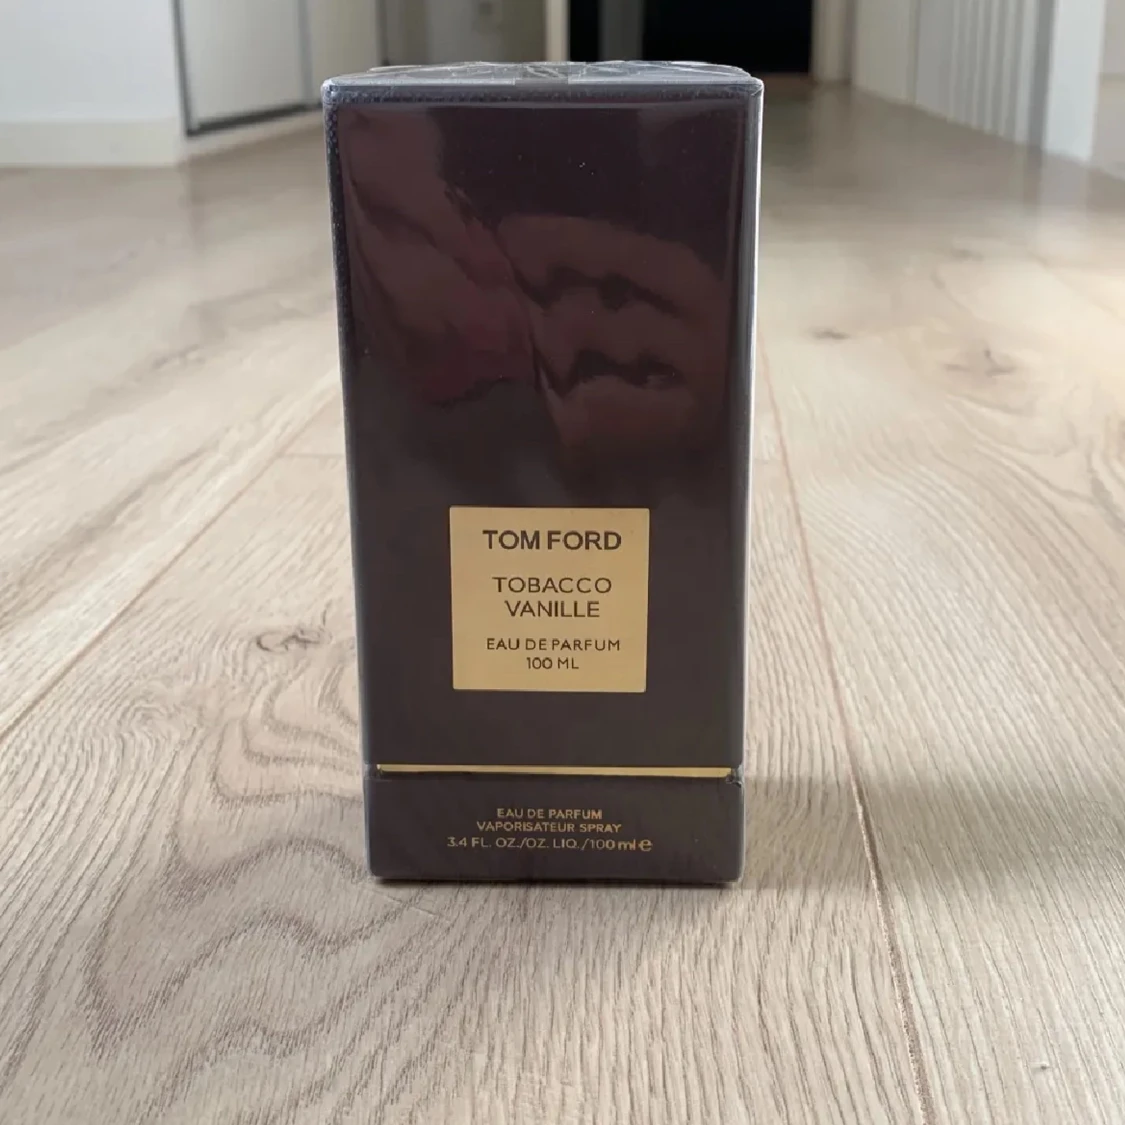 TOM FORD
TOBACCO
VANILLE
EAU DE PARFUM
100 ML
EAU DE PARFUM
VAPORISATEUR SPRAY
3.4 FL. OZ./OZ. LIQ./100 ml ℮